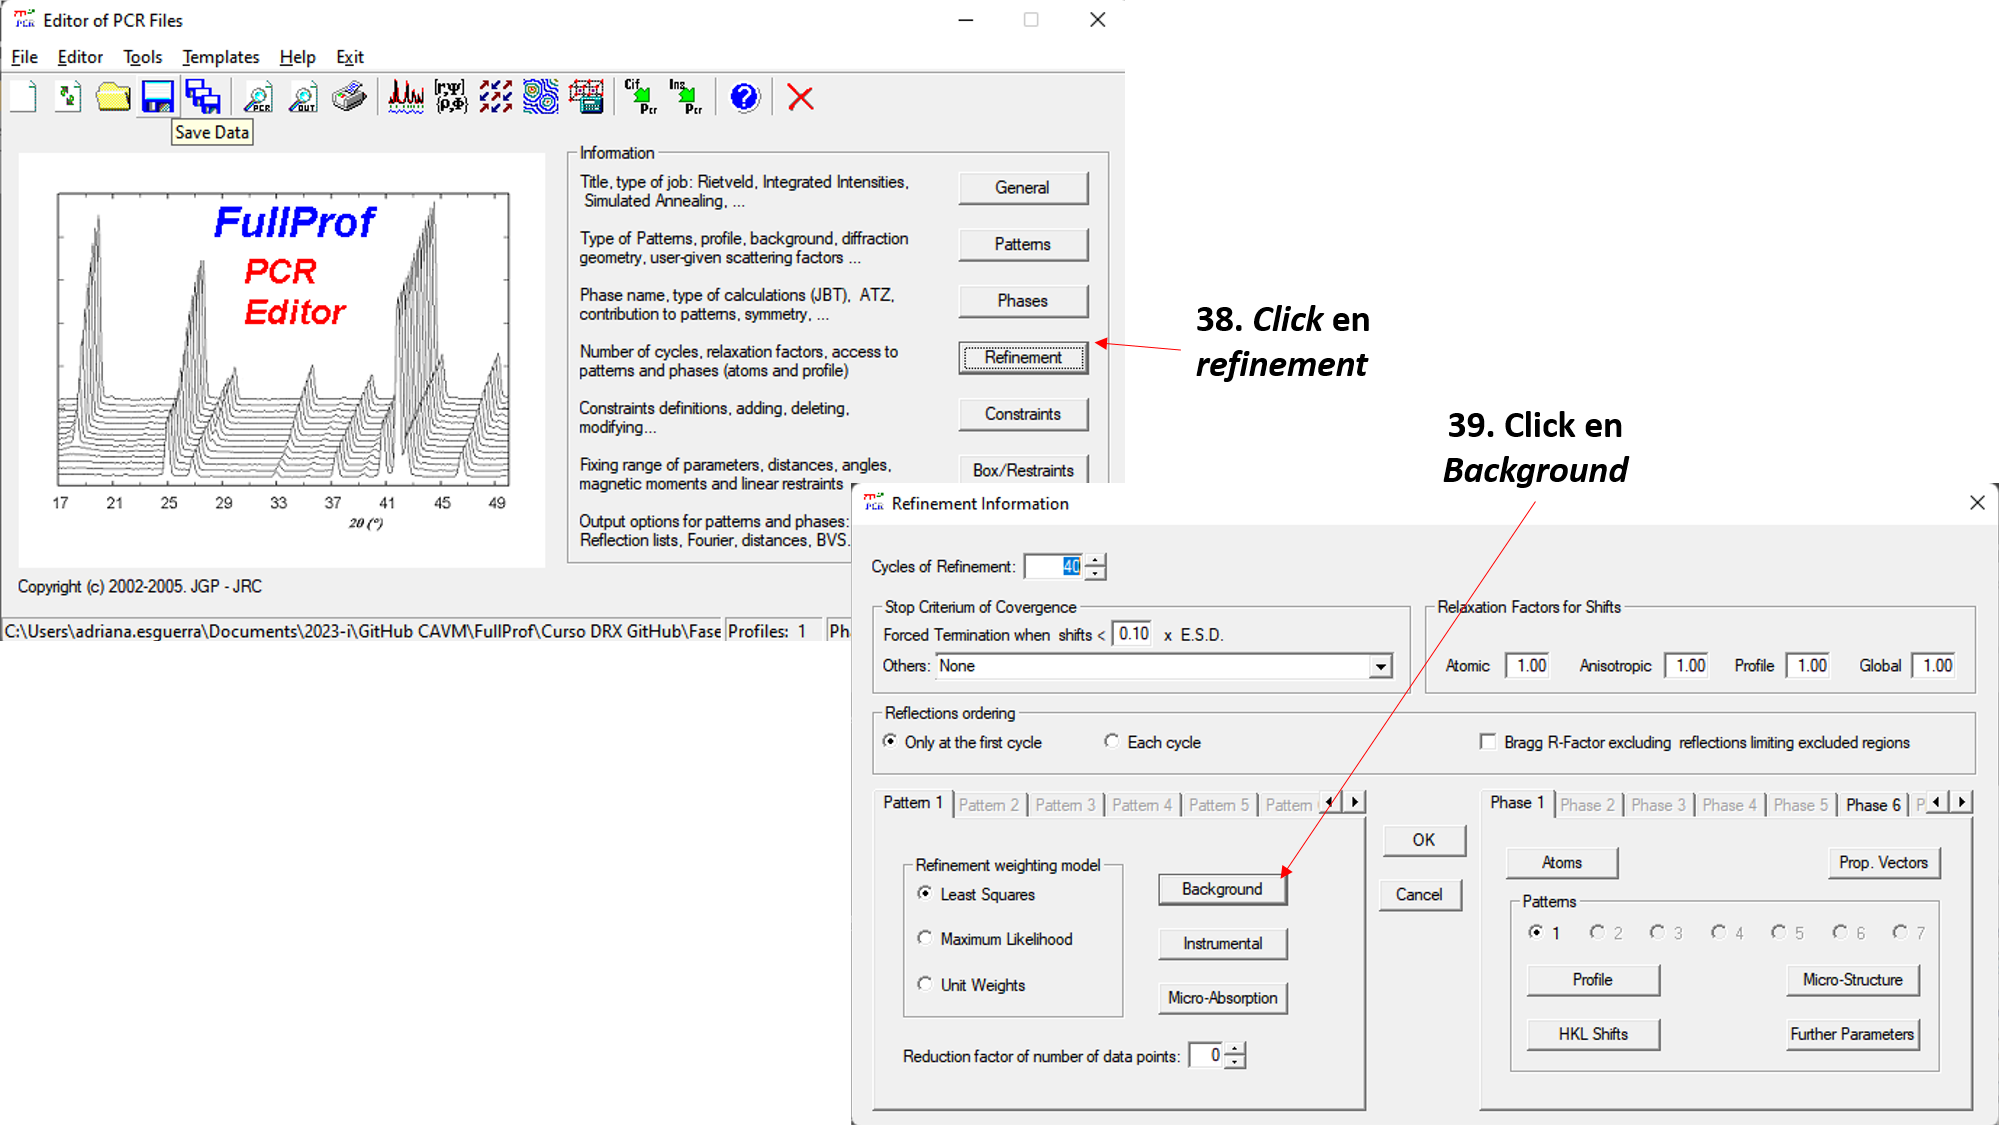 Editor of PCR Files
File Editor Tools Templates Help Exit
PCR OUT [rΨ] {ρ,Φ} Cif Pcr Ins Pcr ?
Save Data
FullProf
PCR
Editor
17 21 25 29 33 37 41 45 49
2θ (°)
Copyright (c) 2002-2005. JGP - JRC
Information
Title, type of job: Rietveld, Integrated Intensities,
Simulated Annealing, ...
General
Type of Patterns, profile, background, diffraction
geometry, user-given scattering factors ...
Patterns
Phase name, type of calculations (JBT), ATZ,
contribution to patterns, symmetry, ...
Phases
Number of cycles, relaxation factors, access to
patterns and phases (atoms and profile)
Refinement
Constraints definitions, adding, deleting,
modifying...
Constraints
Fixing range of parameters, distances, angles,
magnetic moments and linear restraints
Box/Restraints
Output options for patterns and phases:
Reflection lists, Fourier, distances, BVS.
C:\Users\adriana.esguerra\Documents\2023-i\GitHub CAVM\FullProf\Curso DRX GitHub\Fase Profiles: 1 Ph
38. Click en
refinement
39. Click en
Background
PCR Refinement Information
Cycles of Refinement: 40
Stop Criterium of Covergence
Forced Termination when shifts < 0.10 x E.S.D.
Others: None
Relaxation Factors for Shifts
Atomic 1.00 Anisotropic 1.00 Profile 1.00 Global 1.00
Reflections ordering
Only at the first cycle Each cycle Bragg R-Factor excluding reflections limiting excluded regions
Pattern 1 Pattern 2 Pattern 3 Pattern 4 Pattern 5 Pattern
Refinement weighting model
Least Squares
Maximum Likelihood
Unit Weights
Background
Instrumental
Micro-Absorption
Reduction factor of number of data points: 0
OK
Cancel
Phase 1 Phase 2 Phase 3 Phase 4 Phase 5 Phase 6 P
Atoms Prop. Vectors
Patterns
1 2 3 4 5 6 7
Profile Micro-Structure
HKL Shifts Further Parameters